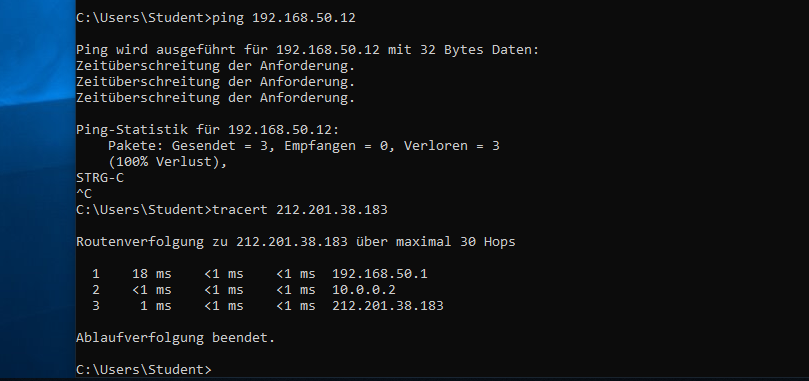 C:\Users\Student>ping 192.168.50.12
Ping wird ausgeführt für 192.168.50.12 mit 32 Bytes Daten:
Zeitüberschreitung der Anforderung.
Zeitüberschreitung der Anforderung.
Zeitüberschreitung der Anforderung.
Ping-Statistik für 192.168.50.12:
    Pakete: Gesendet = 3, Empfangen = 0, Verloren = 3
    (100% Verlust),
STRG-C
^C
C:\Users\Student>tracert 212.201.38.183
Routenverfolgung zu 212.201.38.183 über maximal 30 Hops
  1    18 ms    <1 ms    <1 ms  192.168.50.1
  2    <1 ms    <1 ms    <1 ms  10.0.0.2
  3     1 ms    <1 ms    <1 ms  212.201.38.183
Ablaufverfolgung beendet.
C:\Users\Student>